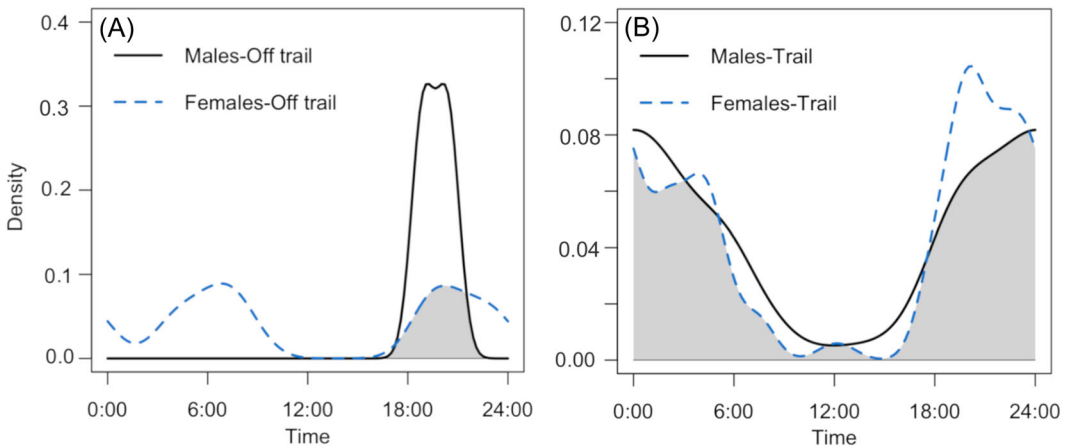 (A)
Males-Off trail
Females-Off trail
0.4
0.3
0.2
0.1
0.0
Density
0:00 6:00 12:00 18:00 24:00
Time
(B)
Males-Trail
Females-Trail
0.12
0.08
0.04
0.00
0:00 6:00 12:00 18:00 24:00
Time